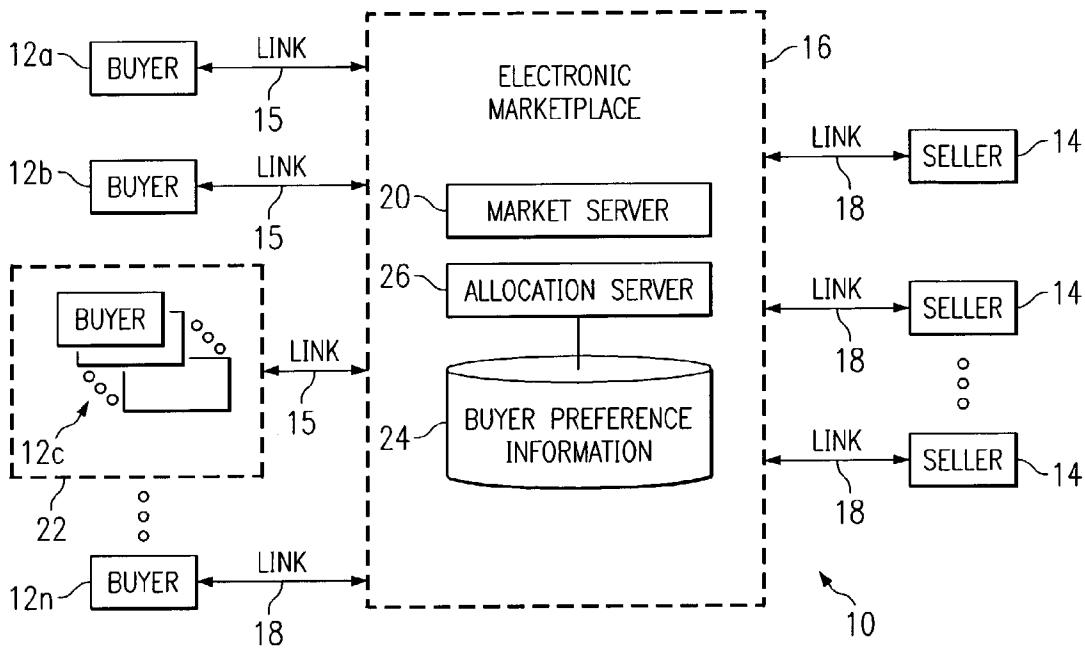 12a
BUYER
LINK
15
12b
BUYER
LINK
15
BUYER
12c
22
LINK
15
12n
BUYER
LINK
18
16
ELECTRONIC
MARKETPLACE
20
MARKET SERVER
26
ALLOCATION SERVER
24
BUYER PREFERENCE
INFORMATION
LINK
18
SELLER
14
LINK
18
SELLER
14
LINK
18
SELLER
14
10